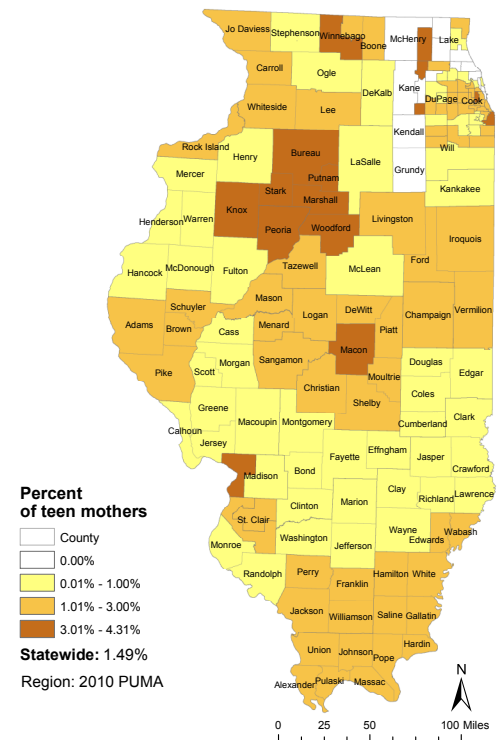 Jo Daviess
Stephenson
Winnebago
Boone
McHenry
Lake
Carroll
Ogle
DeKalb
Kane
DuPage
Cook
Whiteside
Lee
Kendall
Will
Rock Island
Henry
Bureau
LaSalle
Grundy
Mercer
Putnam
Kankakee
Stark
Marshall
Knox
Henderson
Warren
Peoria
Woodford
Livingston
Iroquois
Ford
Hancock
McDonough
Fulton
Tazewell
McLean
Mason
Schuyler
Logan
DeWitt
Adams
Brown
Menard
Piatt
Champaign
Vermilion
Cass
Macon
Morgan
Sangamon
Douglas
Edgar
Pike
Scott
Moultrie
Christian
Coles
Shelby
Greene
Macoupin
Montgomery
Cumberland
Clark
Calhoun
Jersey
Fayette
Effngham
Jasper
Crawford
Madison
Bond
Clay
Richland
Lawrence
Marion
Clinton
St. Clair
Wayne
Edwards
Wabash
Washington
Monroe
Jefferson
Randolph
Perry
Franklin
Hamilton
White
Jackson
Williamson
Saline
Gallatin
Union
Johnson
Pope
Hardin
Alexander
Pulaski
Massac
Percent
of teen mothers
County
0.00%
0.01% - 1.00%
1.01% - 3.00%
3.01% - 4.31%
Statewide: 1.49%
Region: 2010 PUMA
N
0 25 50 100 Miles